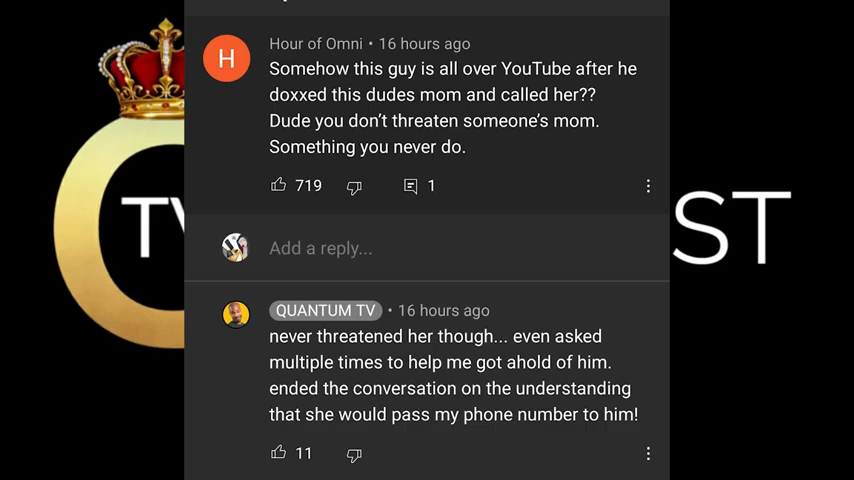 Hour of Omni • 16 hours ago
H
Somehow this guy is all over YouTube after he
doxxed this dudes mom and called her??
Dude you don't threaten someone's mom.
Something you never do.
719
1
TV
ST
Add a reply...
QUANTUM TV • 16 hours ago
never threatened her though... even asked
multiple times to help me got ahold of him.
ended the conversation on the understanding
that she would pass my phone number to him!
11